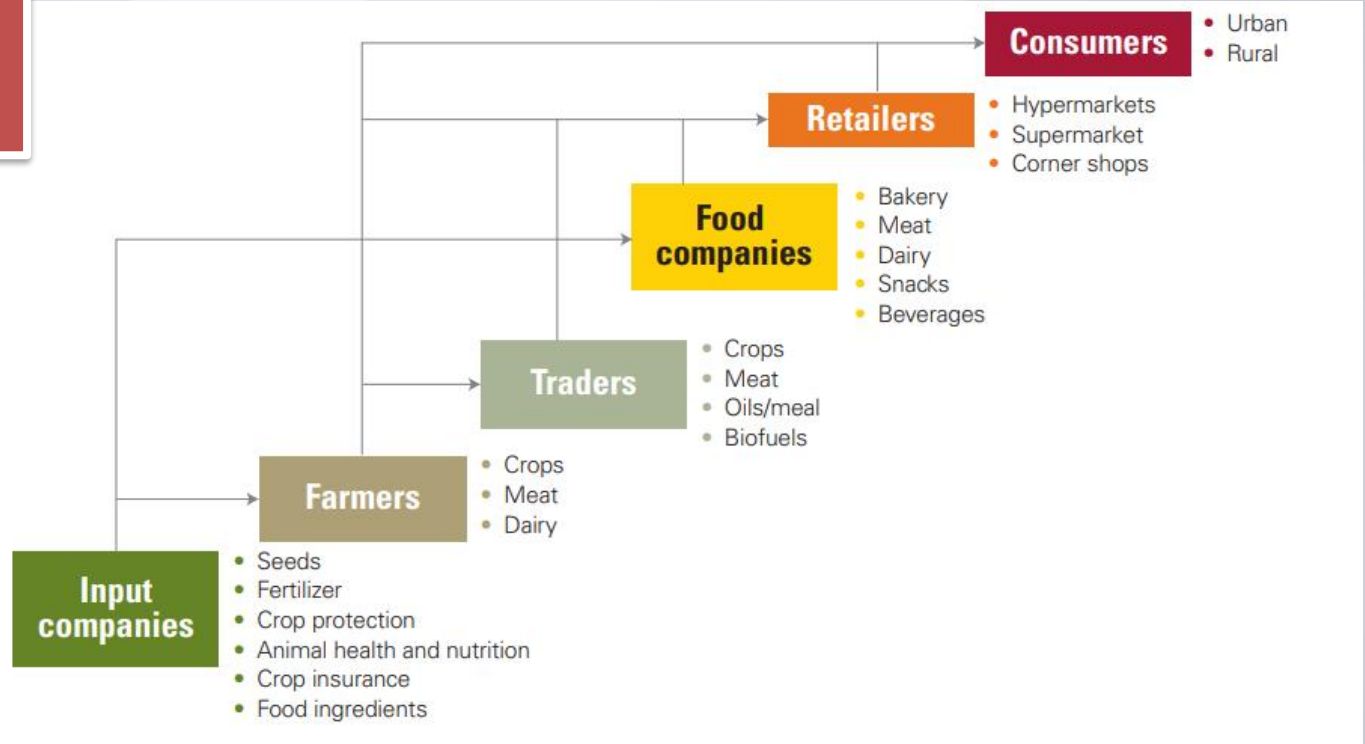 Consumers
Urban
Rural
Retailers
Hypermarkets
Supermarket
Corner shops
Food
companies
Bakery
Meat
Dairy
Snacks
Beverages
Traders
Crops
Meat
Oils/meal
Biofuels
Farmers
Crops
Meat
Dairy
Input
companies
Seeds
Fertilizer
Crop protection
Animal health and nutrition
Crop insurance
Food ingredients